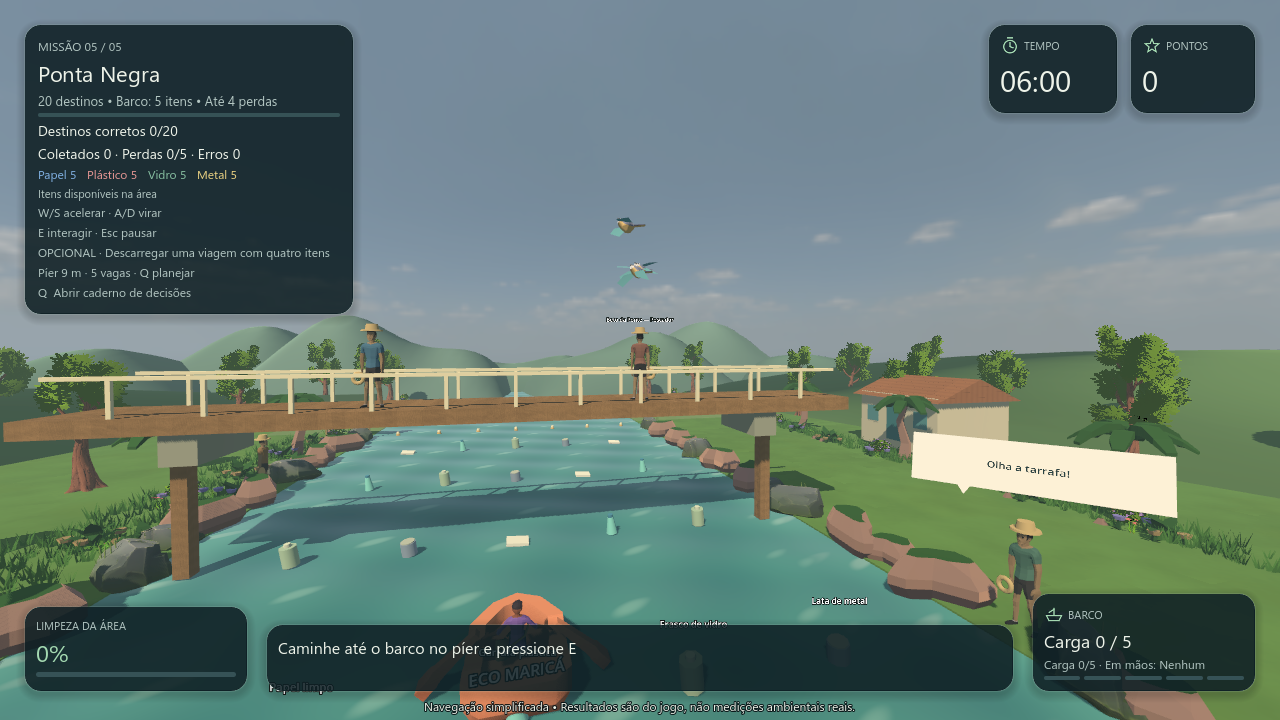 MISSÃO 05 / 05
Ponta Negra
20 destinos • Barco: 5 itens • Até 4 perdas
Destinos corretos 0/20
Coletados 0 · Perdas 0/5 · Erros 0
Papel 5 Plástico 5 Vidro 5 Metal 5
Itens disponíveis na área
W/S acelerar · A/D virar
E interagir · Esc pausar
OPCIONAL · Descarregar uma viagem com quatro itens
Pier 9 m · 5 vagas · Q planejar
Q Abrir caderno de decisões
TEMPO
06:00
PONTOS
0
Olha a tarrafa!
Lata de metal
Frasco de vidro
LIMPEZA DA ÁREA
0%
Caminhe até o barco no píer e pressione E
ECO MARICÁ
Papel limpo
BARCO
Carga 0 / 5
Carga 0/5 · Em mãos: Nenhum
Navegação simplificada • Resultados são do jogo, não medições ambientais reais.